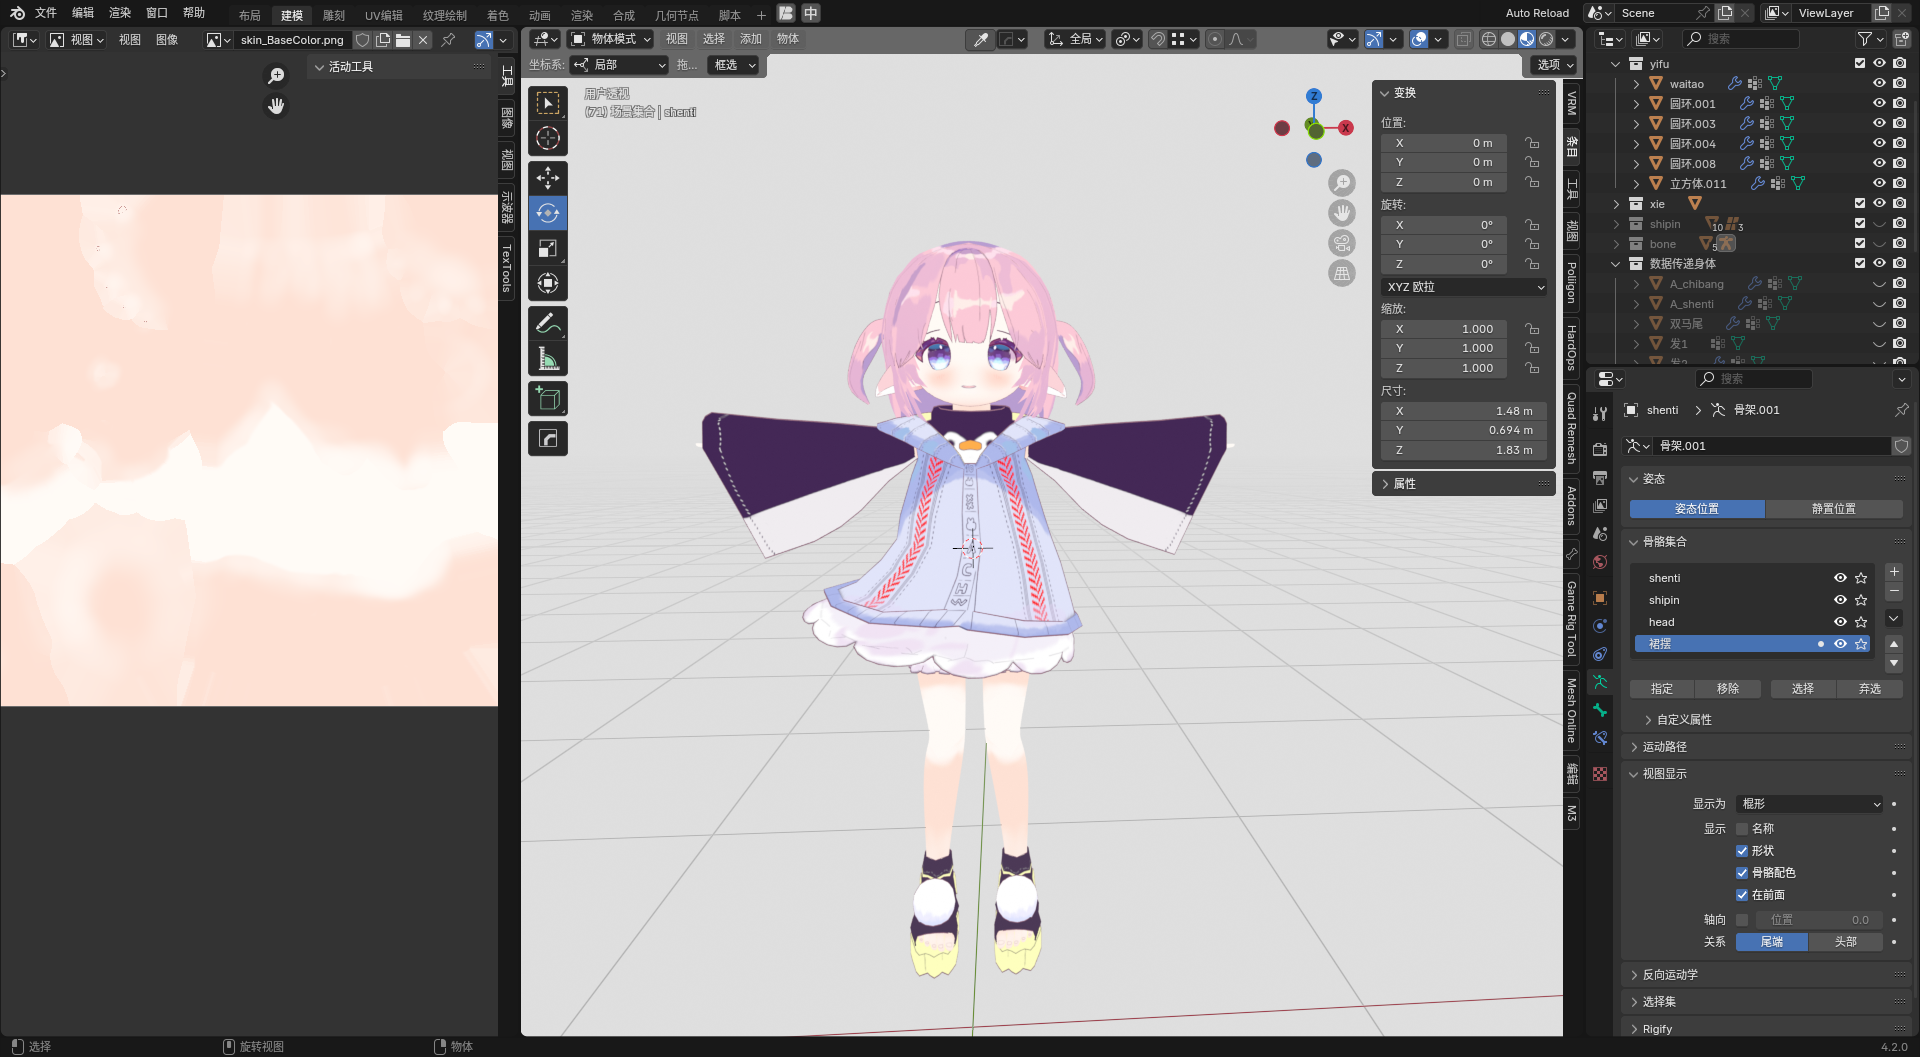 文件 编辑 渲染 窗口 帮助 布局 建模 雕刻 UV编辑 纹理绘制 着色 动画 渲染 合成 几何节点 脚本 中 Auto Reload Scene ViewLayer
视图 视图 图像 skin_BaseColor.png
物体模式 视图 选择 添加 物体 全局
搜索
活动工具
坐标系: 局部 拖... 框选 选项
工具
图像
视图
示波器
TexTools
用户透视
(71) 场景集合 | shenti
Z
X
变换
位置:
X 0 m
Y 0 m
Z 0 m
旋转:
X 0°
Y 0°
Z 0°
XYZ 欧拉
缩放:
X 1.000
Y 1.000
Z 1.000
尺寸:
X 1.48 m
Y 0.694 m
Z 1.83 m
属性
VRM
条目
工具
视图
Poliigon
HardOps
Quad Remesh
Addons
Game Rig Tool
Mesh Online
编辑
M3
yifu
waitao
圆环.001
圆环.003
圆环.004
圆环.008
立方体.011
xie
shipin 10 3
bone 5
数据传递身体
A_chibang
A_shenti
双马尾
发1
发2
搜索
shenti 骨架.001
骨架.001
姿态
姿态位置 静置位置
骨骼集合
shenti
shipin
head
裙摆
指定 移除 选择 弃选
自定义属性
运动路径
视图显示
显示为 棍形
显示 名称
形状
骨骼配色
在前面
轴向 位置 0.0
关系 尾端 头部
反向运动学
选择集
Rigify
选择 旋转视图 物体 4.2.0